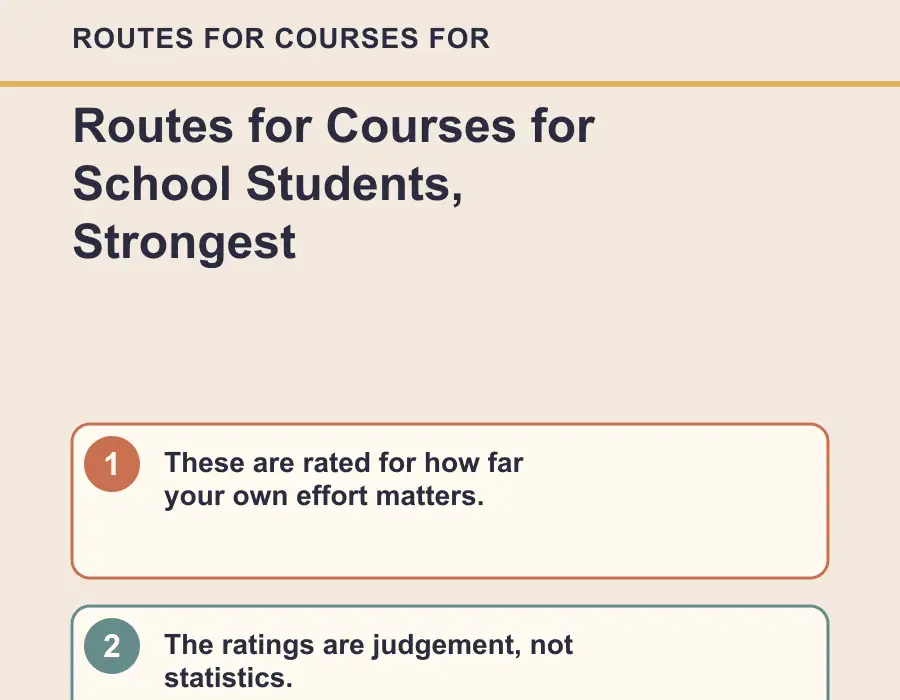 ROUTES FOR COURSES FOR
Routes for Courses for
School Students,
Strongest
1
These are rated for how far
your own effort matters.
2
The ratings are judgement, not
statistics.